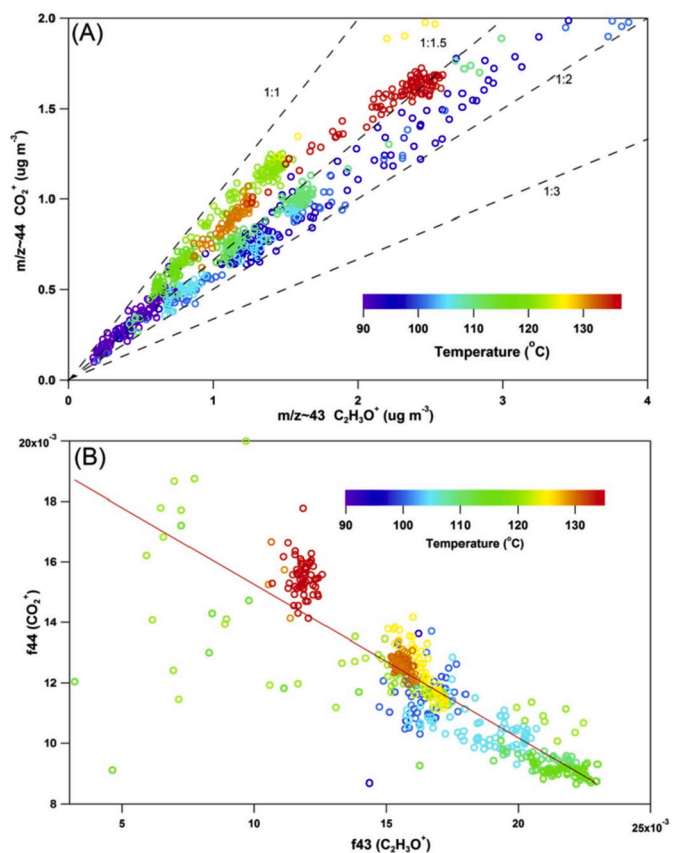 2.0
(A)
1:1.5
1:1
1:2
1.5
m/z~44 CO₂⁺ (ug m⁻³)
1.0
1:3
0.5
90 100 110 120 130
Temperature (°C)
0.0
0 1 2 3 4
m/z~43 C₂H₃O⁺ (ug m⁻³)
20x10⁻³
(B)
18
90 100 110 120 130
Temperature (°C)
16
f44 (CO₂⁺)
14
12
10
8
5 10 15 20 25x10⁻³
f43 (C₂H₃O⁺)